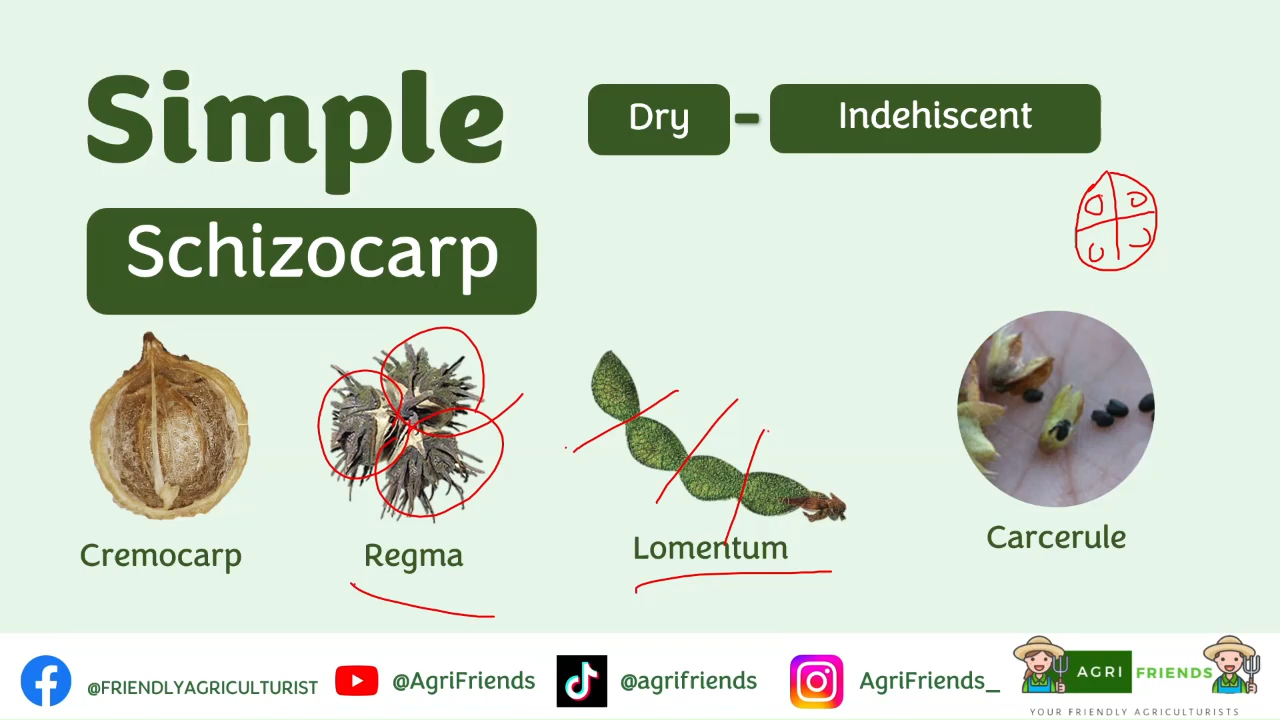 Simple
Dry - Indehiscent
Schizocarp
Cremocarp
Regma
Lomentum
Carcerule
@FRIENDLYAGRICULTURIST
@AgriFriends
@agrifriends
AgriFriends_
AGRI FRIENDS
YOUR FRIENDLY AGRICULTURISTS